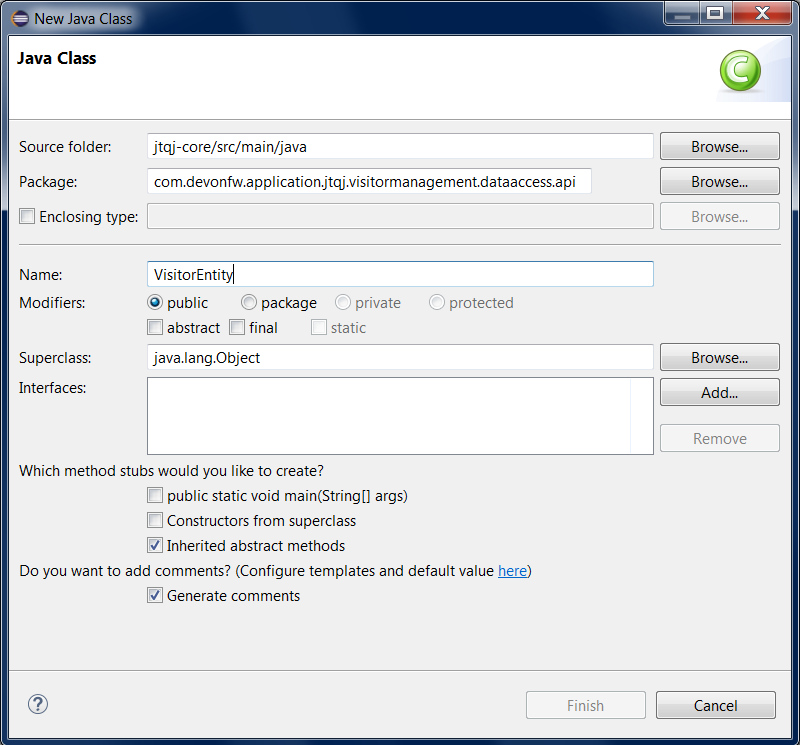 New Java Class
Java Class
Source folder: jtqj-core/src/main/java Browse...
Package: com.devonfw.application.jtqj.visitormanagement.dataaccess.api Browse...
Enclosing type: Browse...
Name: VisitorEntity
Modifiers: public package private protected
abstract final static
Superclass: java.lang.Object Browse...
Interfaces: Add...
Remove
Which method stubs would you like to create?
public static void main(String[] args)
Constructors from superclass
Inherited abstract methods
Do you want to add comments? (Configure templates and default value here)
Generate comments
? Finish Cancel